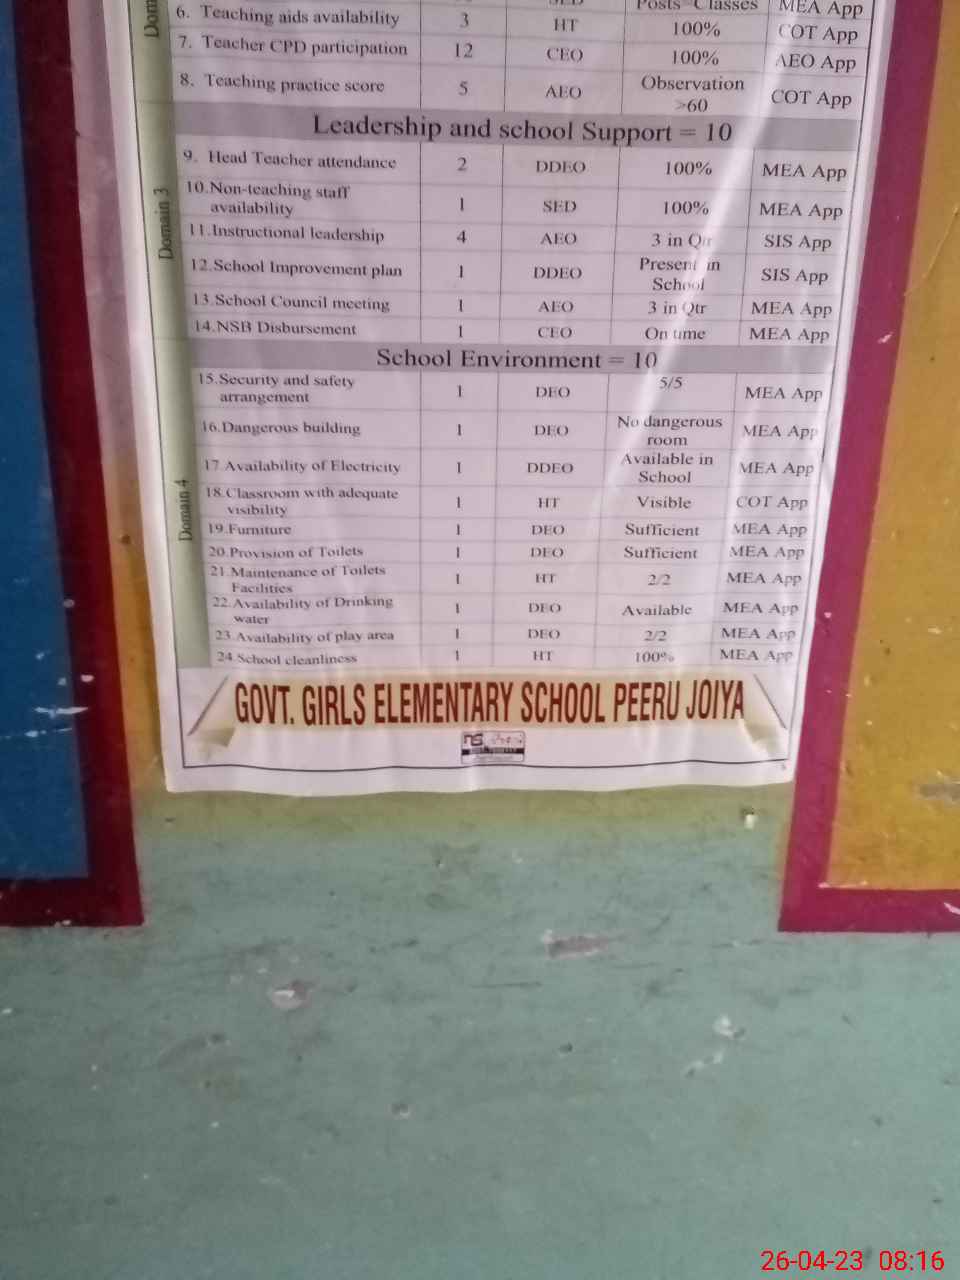 Posts Classes MEA App
6. Teaching aids availability 3 HT 100% COT App
7. Teacher CPD participation 12 CEO 100% AEO App
8. Teaching practice score 5 AEO Observation >60 COT App
Leadership and school Support = 10
Domain 3
9. Head Teacher attendance 2 DDEO 100% MEA App
10.Non-teaching staff availability 1 SED 100% MEA App
11.Instructional leadership 4 AEO 3 in Qtr SIS App
12.School Improvement plan 1 DDEO Present in School SIS App
13.School Council meeting 1 AEO 3 in Qtr MEA App
14.NSB Disbursement 1 CEO On time MEA App
School Environment = 10
Domain 4
15.Security and safety arrangement 1 DEO 5/5 MEA App
16.Dangerous building 1 DEO No dangerous room MEA App
17.Availability of Electricity 1 DDEO Available in School MEA App
18.Classroom with adequate visibility 1 HT Visible COT App
19.Furniture 1 DEO Sufficient MEA App
20.Provision of Toilets 1 DEO Sufficient MEA App
21.Maintenance of Toilets Facilities 1 HT 2/2 MEA App
22.Availability of Drinking water 1 DEO Available MEA App
23.Availability of play area 1 DEO 2/2 MEA App
24.School cleanliness 1 HT 100% MEA App
GOVT. GIRLS ELEMENTARY SCHOOL PEERU JOIYA
26-04-23 08:16